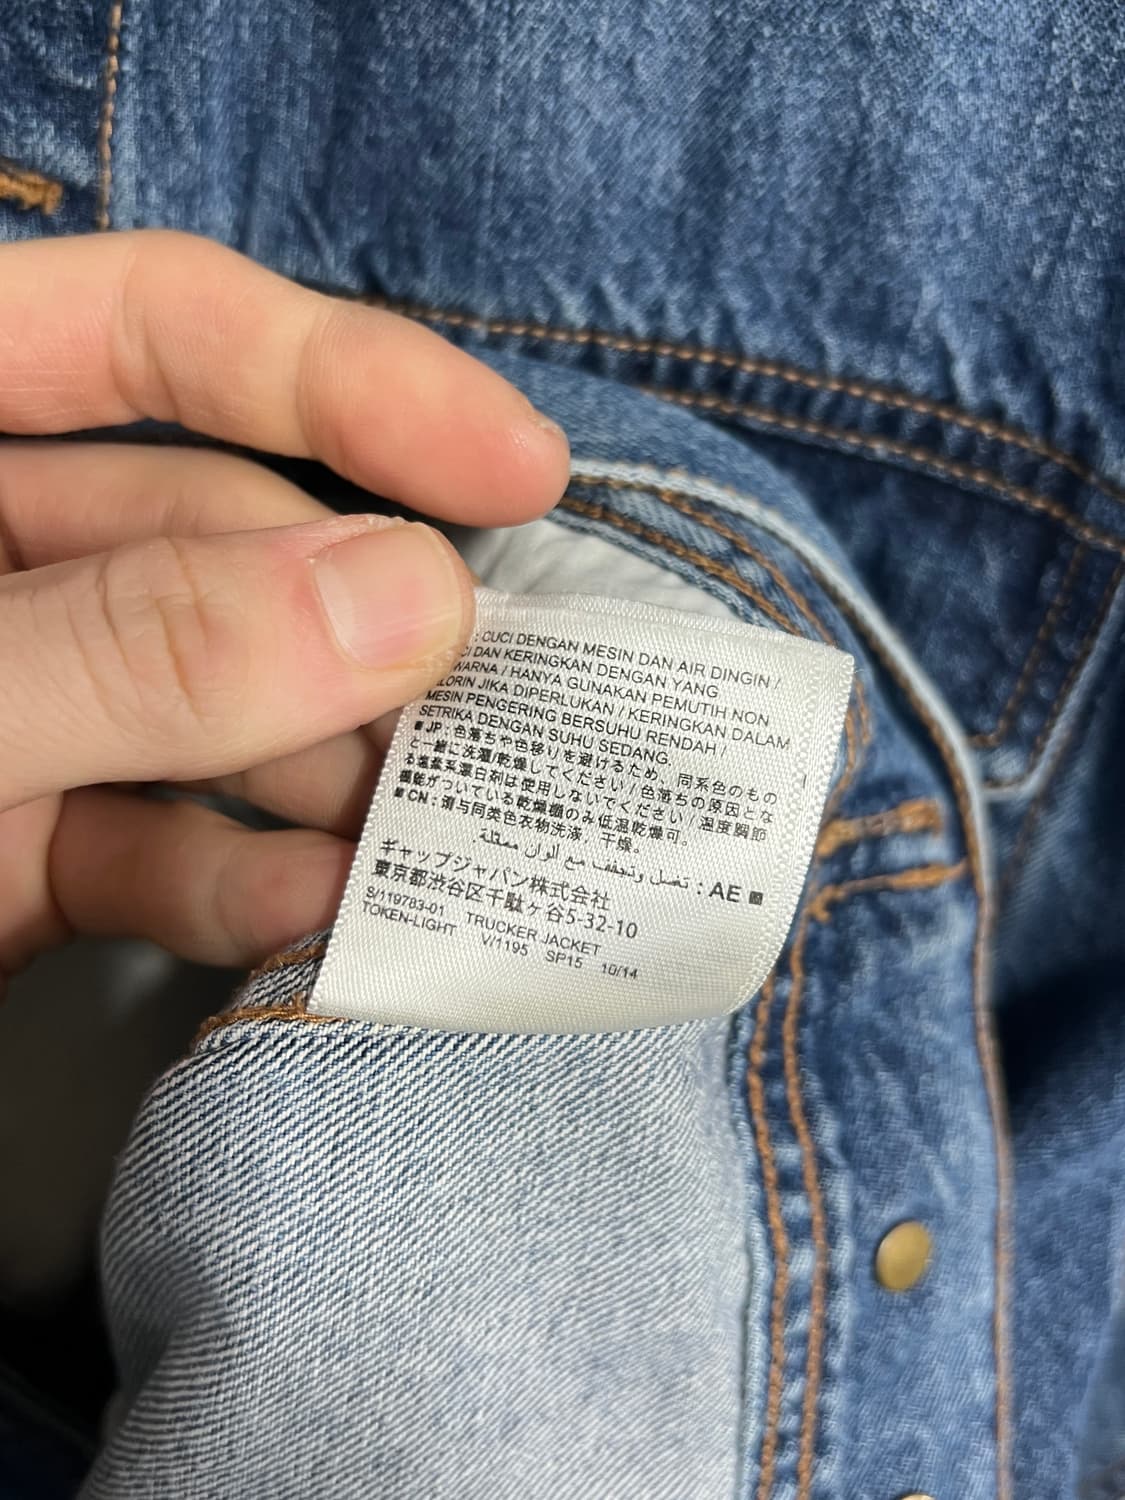 : CUCI DENGAN MESIN DAN AIR DINGIN /
DAN KERINGKAN DENGAN YANG
WARNA / HANYA GUNAKAN PEMUTIH NON
JIKA DIPERLUKAN / KERINGKAN DALAM
MESIN PENGERING BERSUHU RENDAH /
SETRIKA DENGAN SUHU SEDANG.
■ JP : 色落ちや色移りを避けるため、同系色のもの
と一緒に洗濯/乾燥してください / 色落ちの原因とな
る塩素系漂白剤は使用しないでください / 温度調節
機能がついている乾燥機のみ低温乾燥可。
■ CN : 须与同类色衣物洗涤, 干燥。
■ AE : تغسل وتجفف مع ألوان مماثلة.
ギャップジャパン株式会社
東京都渋谷区千駄ヶ谷5-32-10
S/119783-01 TRUCKER JACKET
TOKEN-LIGHT V/1195 SP15 10/14